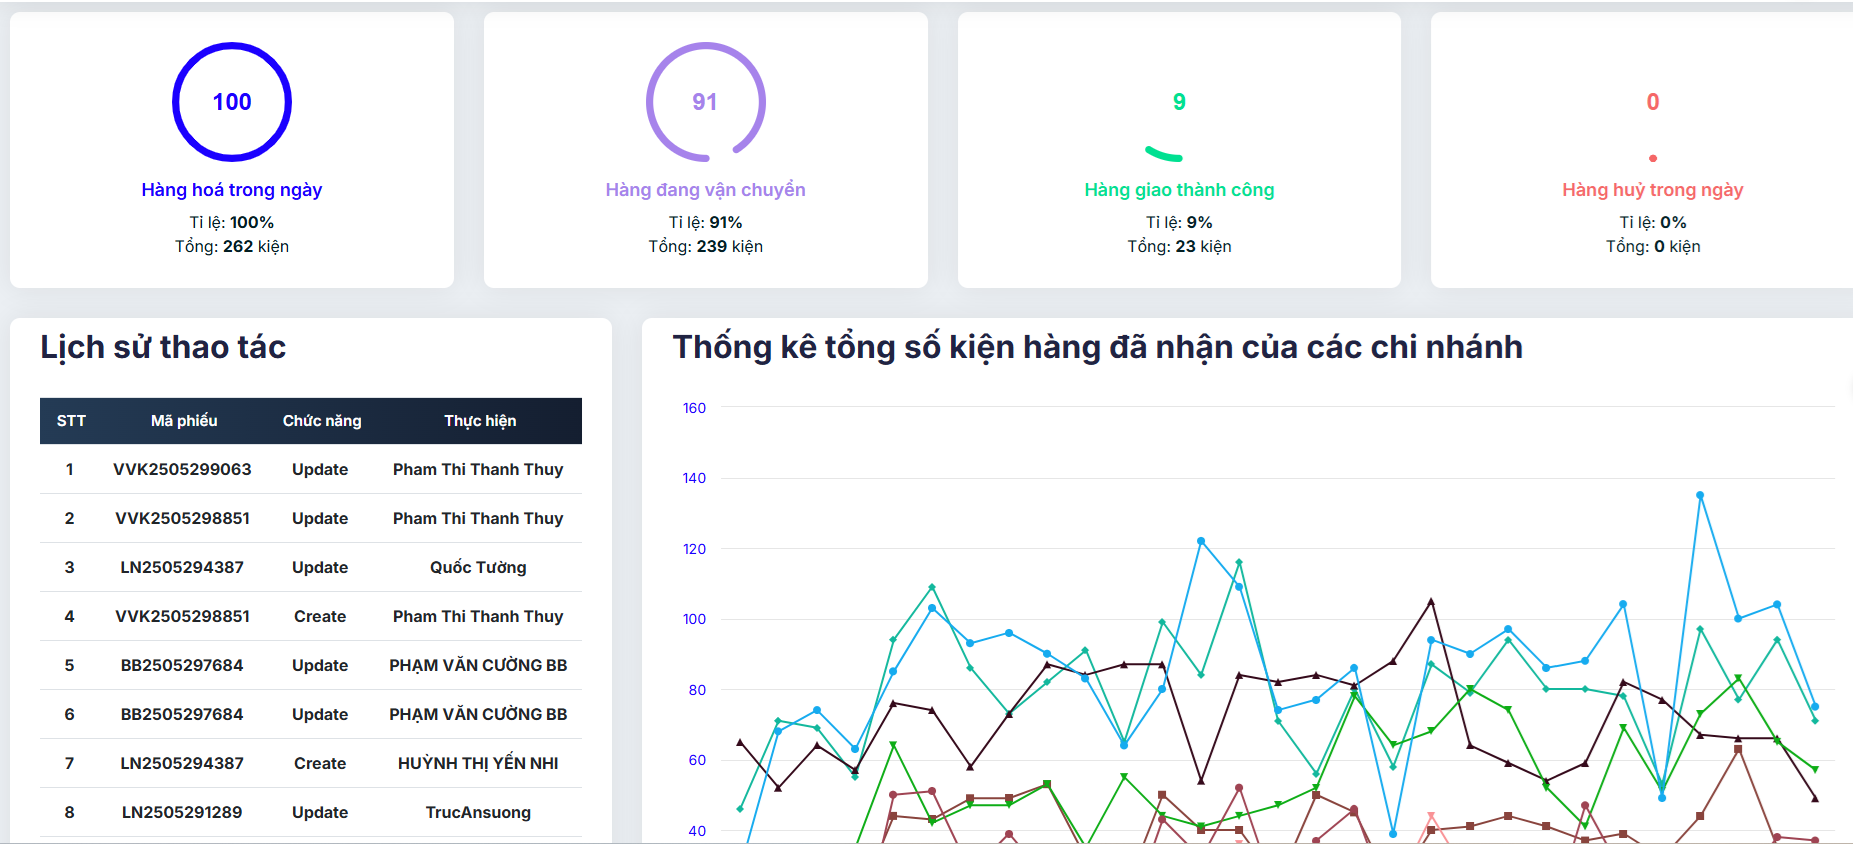 100
Hàng hoá trong ngày
Tỉ lệ: 100%
Tổng: 262 kiện
91
Hàng đang vận chuyển
Tỉ lệ: 91%
Tổng: 239 kiện
9
Hàng giao thành công
Tỉ lệ: 9%
Tổng: 23 kiện
0
Hàng huỷ trong ngày
Tỉ lệ: 0%
Tổng: 0 kiện
Lịch sử thao tác
STT Mã phiếu Chức năng Thực hiện
1 VVK2505299063 Update Pham Thi Thanh Thuy
2 VVK2505298851 Update Pham Thi Thanh Thuy
3 LN2505294387 Update Quốc Tường
4 VVK2505298851 Create Pham Thi Thanh Thuy
5 BB2505297684 Update PHẠM VĂN CƯỜNG BB
6 BB2505297684 Update PHẠM VĂN CƯỜNG BB
7 LN2505294387 Create HUỲNH THỊ YẾN NHI
8 LN2505291289 Update TrucAnsuong
Thống kê tổng số kiện hàng đã nhận của các chi nhánh
160
140
120
100
80
60
40